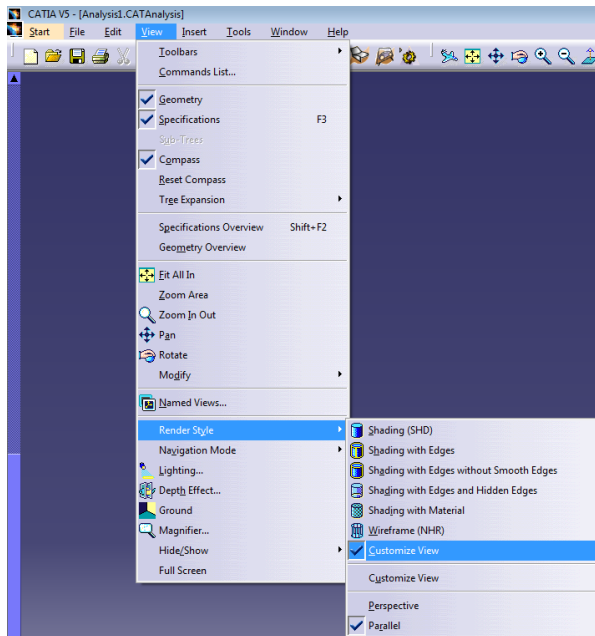 CATIA V5 - [Analysis1.CATAnalysis]
Start File Edit View Insert Tools Window Help
Toolbars
Commands List...
Geometry
Specifications F3
Sub-Trees
Compass
Reset Compass
Tree Expansion
Specifications Overview Shift+F2
Geometry Overview
Fit All In
Zoom Area
Zoom In Out
Pan
Rotate
Modify
Named Views...
Render Style
Navigation Mode
Lighting...
Depth Effect...
Ground
Magnifier...
Hide/Show
Full Screen
Shading (SHD)
Shading with Edges
Shading with Edges without Smooth Edges
Shading with Edges and Hidden Edges
Shading with Material
Wireframe (NHR)
Customize View
Customize View
Perspective
Parallel